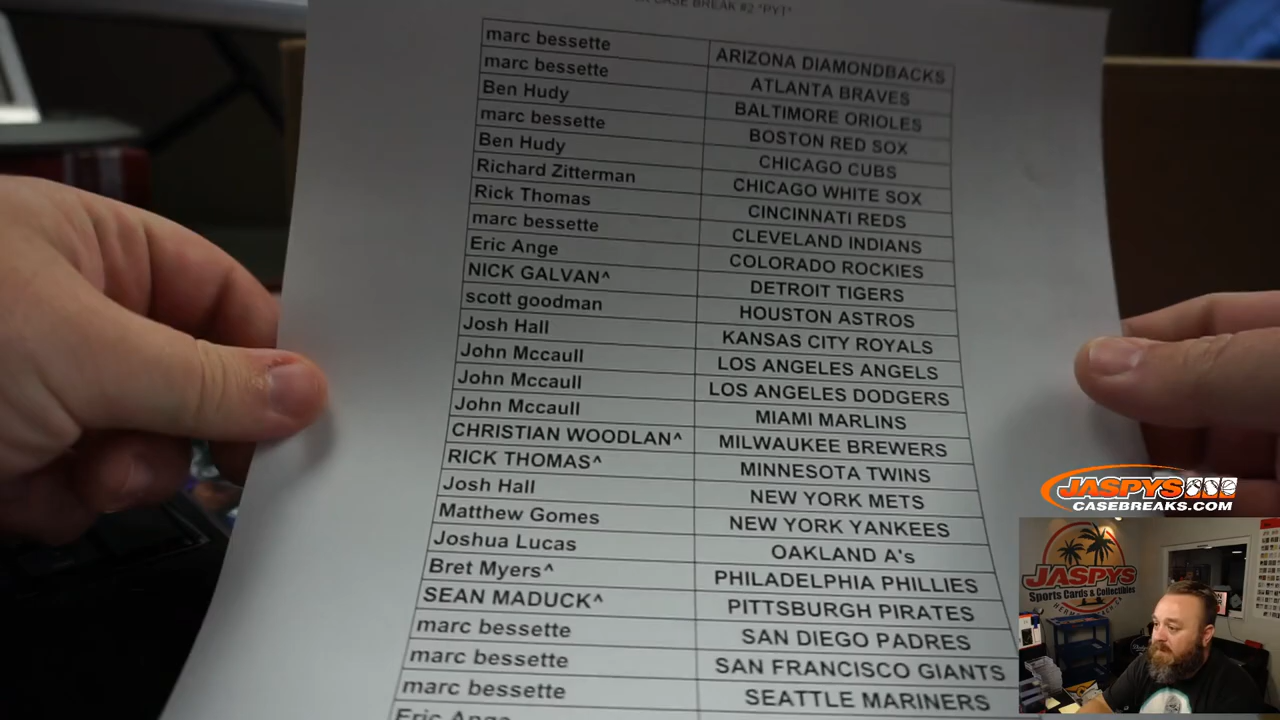 CASE BREAK #2 *PYT*
marc bessette ARIZONA DIAMONDBACKS
marc bessette ATLANTA BRAVES
Ben Hudy BALTIMORE ORIOLES
marc bessette BOSTON RED SOX
Ben Hudy CHICAGO CUBS
Richard Zitterman CHICAGO WHITE SOX
Rick Thomas CINCINNATI REDS
marc bessette CLEVELAND INDIANS
Eric Ange COLORADO ROCKIES
NICK GALVAN^ DETROIT TIGERS
scott goodman HOUSTON ASTROS
Josh Hall KANSAS CITY ROYALS
John Mccaull LOS ANGELES ANGELS
John Mccaull LOS ANGELES DODGERS
John Mccaull MIAMI MARLINS
CHRISTIAN WOODLAN^ MILWAUKEE BREWERS
RICK THOMAS^ MINNESOTA TWINS
Josh Hall NEW YORK METS
Matthew Gomes NEW YORK YANKEES
Joshua Lucas OAKLAND A's
Bret Myers^ PHILADELPHIA PHILLIES
SEAN MADUCK^ PITTSBURGH PIRATES
marc bessette SAN DIEGO PADRES
marc bessette SAN FRANCISCO GIANTS
marc bessette SEATTLE MARINERS
Eric Ange
JASPYS
CASEBREAKS.COM
JASPYS
Sports Cards & Collectibles